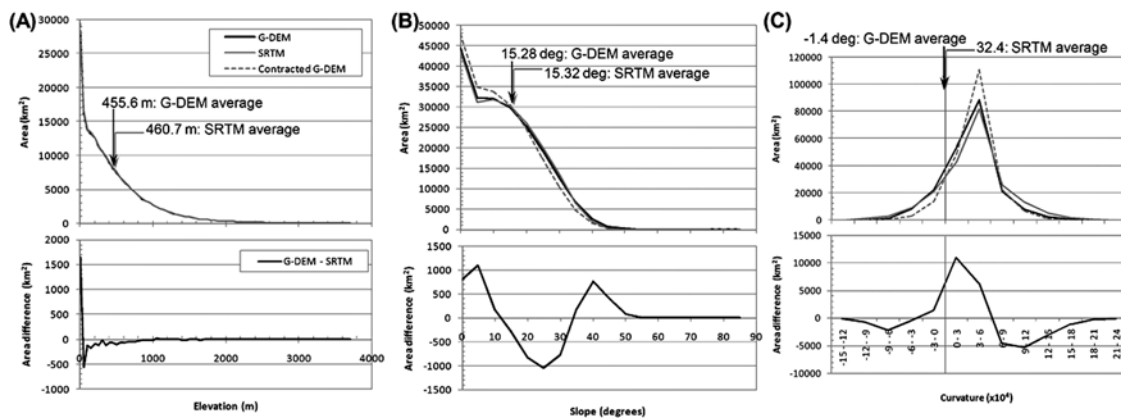 (A)
30000
25000
20000
15000
10000
5000
0
Area (km²)
G-DEM
SRTM
Contracted G-DEM
455.6 m: G-DEM average
460.7 m: SRTM average
2000
1500
1000
500
0
-500
-1000
Area difference (km²)
G-DEM - SRTM
0 1000 2000 3000 4000
Elevation (m)
(B)
50000
45000
40000
35000
30000
25000
20000
15000
10000
5000
0
Area (km²)
15.28 deg: G-DEM average
15.32 deg: SRTM average
1500
1000
500
0
-500
-1000
-1500
Area difference (km²)
0 10 20 30 40 50 60 70 80 90
Slope (degrees)
(C)
-1.4 deg: G-DEM average
32.4: SRTM average
120000
100000
80000
60000
40000
20000
0
Area (km²)
15000
10000
5000
0
-5000
-10000
Area difference (km²)
-15 - -12
-12 - -9
-9 - -6
-6 - -3
-3 - 0
0 - 3
3 - 6
6 - 9
9 - 12
12 - 15
15 - 18
18 - 21
21 - 24
Curvature (x10⁴)